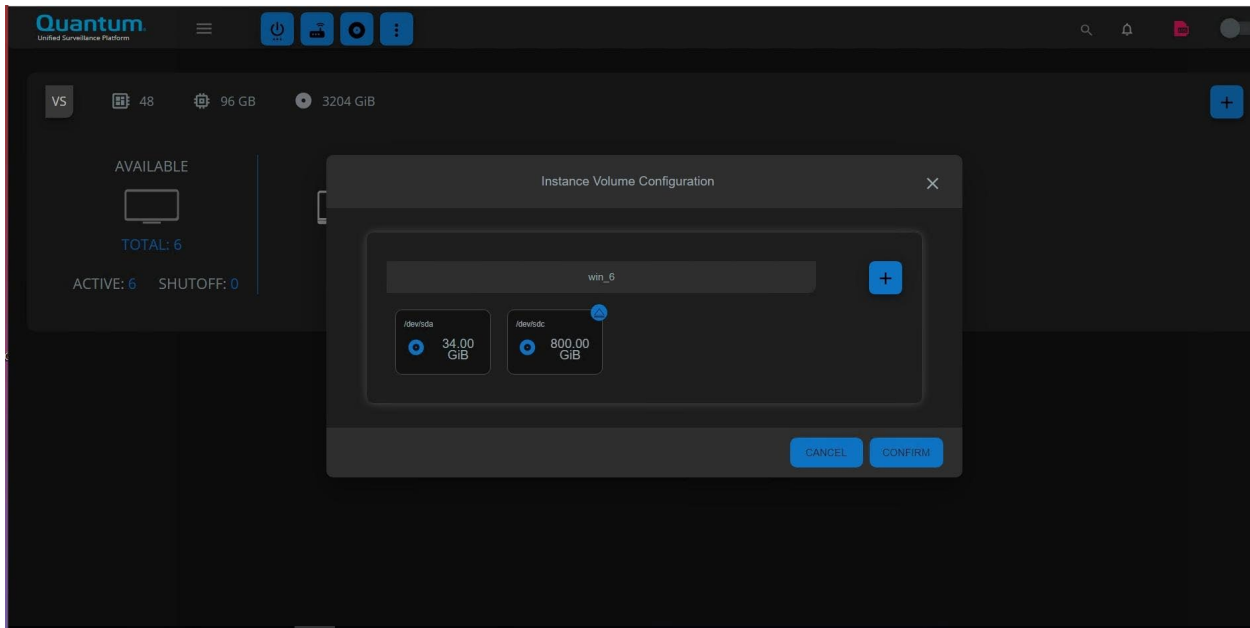 Quantum.
Unified Surveillance Platform
VS 48 96 GB 3204 GiB
AVAILABLE
TOTAL: 6
ACTIVE: 6 SHUTOFF: 0
Instance Volume Configuration
win_6
/dev/sda
34.00
GiB
/dev/sdc
800.00
GiB
CANCEL
CONFIRM